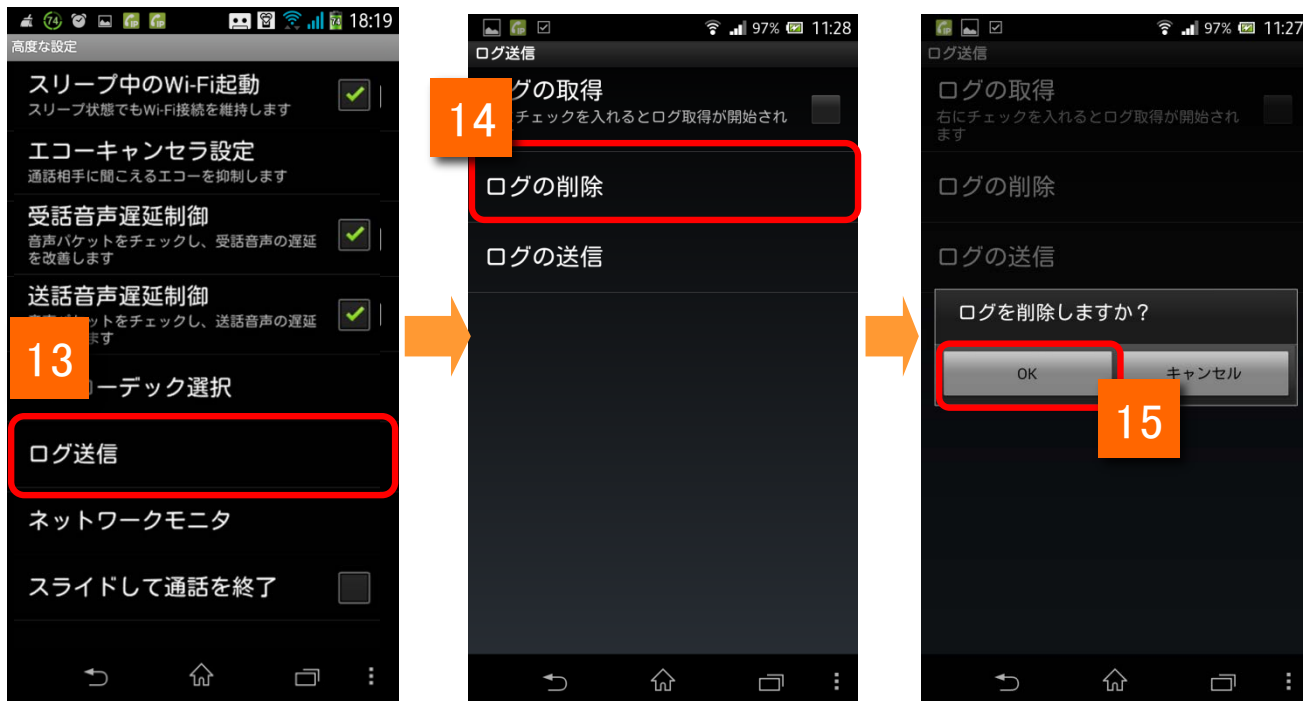 74
18:19
高度な設定
スリープ中のWi-Fi起動
スリープ状態でもWi-Fi接続を維持します
エコーキャンセラ設定
通話相手に聞こえるエコーを抑制します
受話音声遅延制御
音声パケットをチェックし、受話音声の遅延
を改善します
送話音声遅延制御
ットをチェックし、送話音声の遅延
ます
13
ーデック選択
ログ送信
ネットワークモニタ
スライドして通話を終了
97% 11:28
ログ送信
グの取得
チェックを入れるとログ取得が開始され
14
ログの削除
ログの送信
97% 11:27
ログ送信
ログの取得
右にチェックを入れるとログ取得が開始され
ます
ログの削除
ログの送信
ログを削除しますか?
OK
キャンセル
15